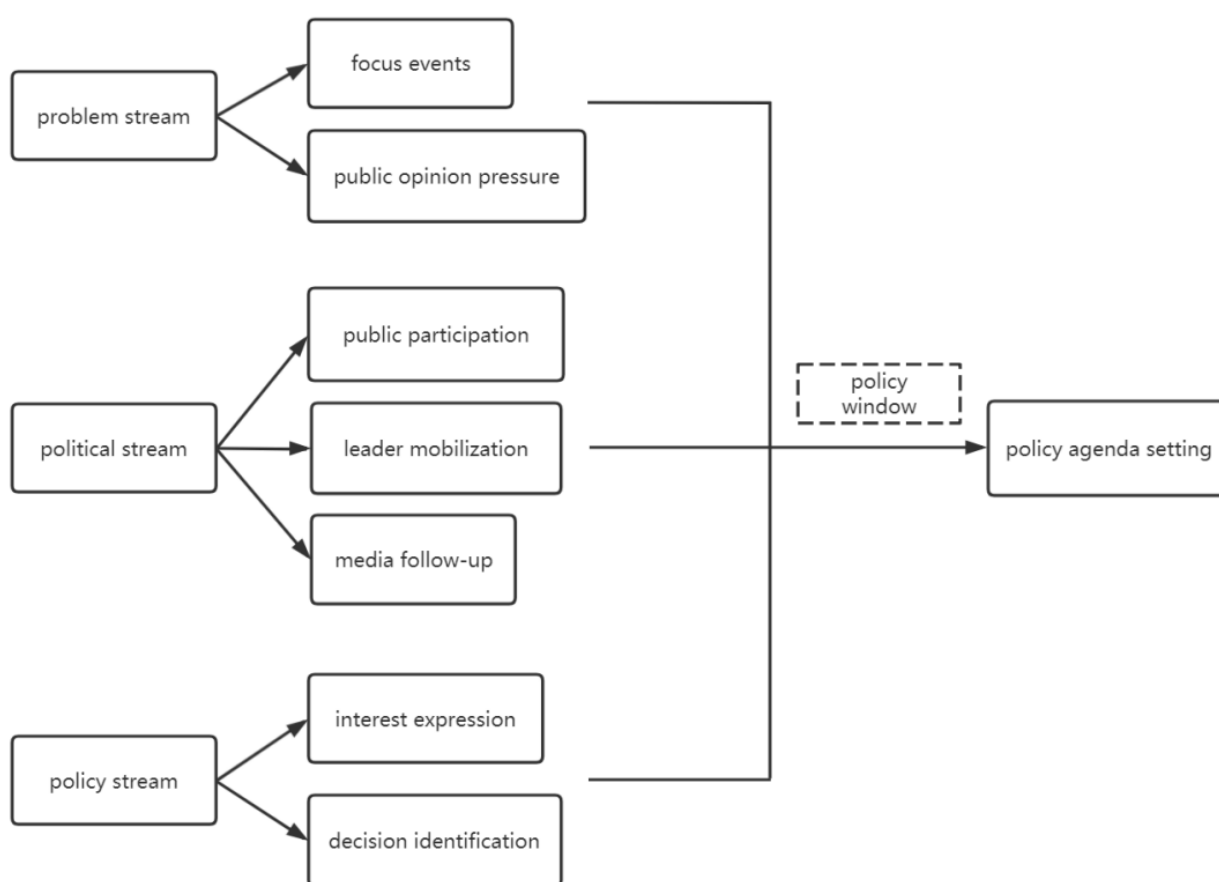 focus events
problem stream
public opinion pressure
public participation
policy
window
political stream
leader mobilization
policy agenda setting
media follow-up
interest expression
policy stream
decision identification